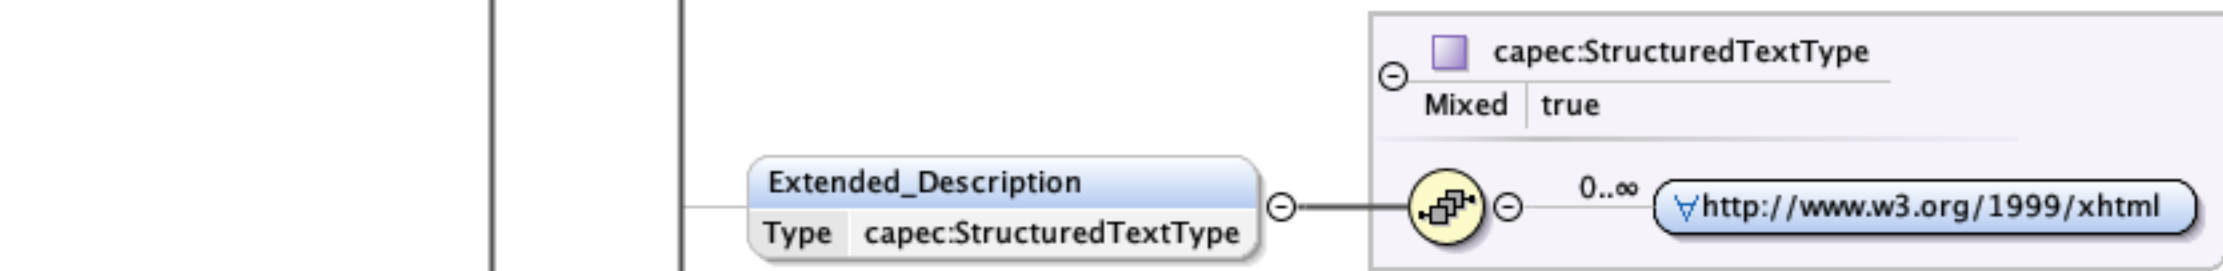 capec:StructuredTextType
Mixed true
Extended_Description
0..∞
∀http://www.w3.org/1999/xhtml
Type capec:StructuredTextType